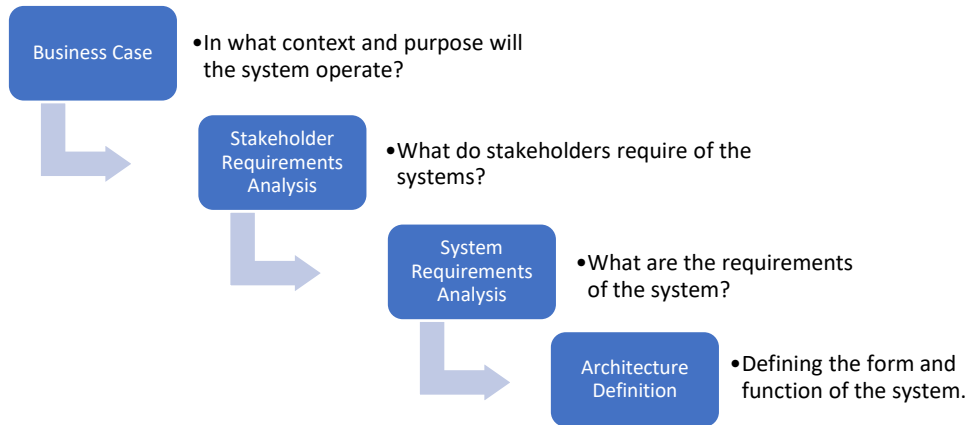 Business Case
•In what context and purpose will
the system operate?
Stakeholder
Requirements
Analysis
•What do stakeholders require of the
systems?
System
Requirements
Analysis
•What are the requirements
of the system?
Architecture
Definition
•Defining the form and
function of the system.